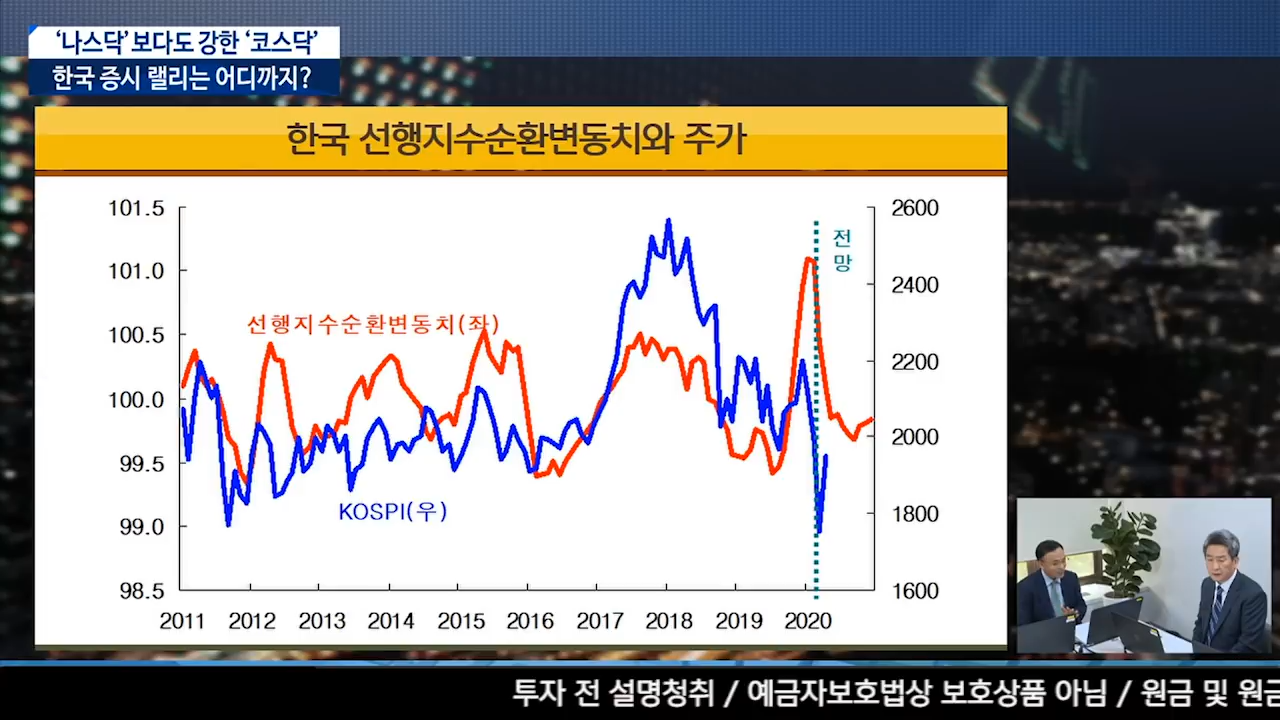 ‘나스닥’보다도 강한 ‘코스닥’
한국 증시 랠리는 어디까지?
한국 선행지수순환변동치와 주가
101.5
101.0
100.5
100.0
99.5
99.0
98.5
2600
2400
2200
2000
1800
1600
전
망
선행지수순환변동치(좌)
KOSPI(우)
2011 2012 2013 2014 2015 2016 2017 2018 2019 2020
투자 전 설명청취 / 예금자보호법상 보호상품 아님 / 원금 및 원금